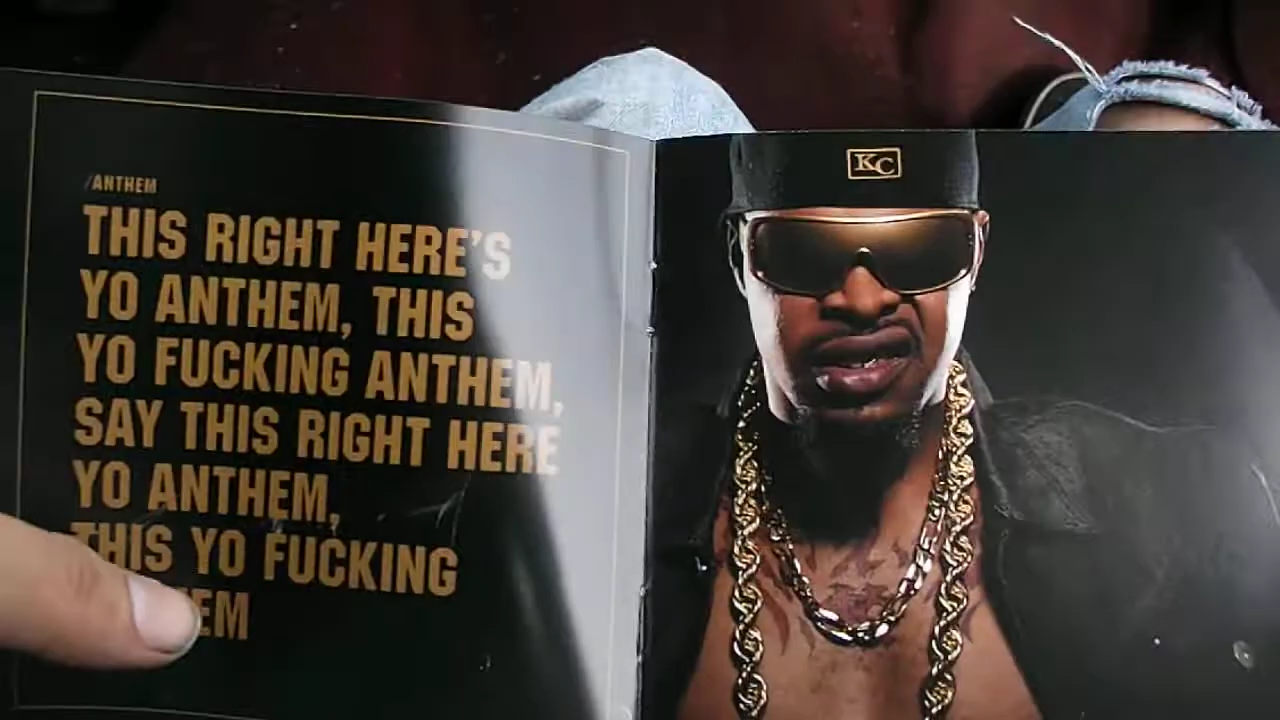 /ANTHEM
THIS RIGHT HERE'S
YO ANTHEM, THIS
YO FUCKING ANTHEM,
SAY THIS RIGHT HERE
YO ANTHEM,
THIS YO FUCKING
EM
KC